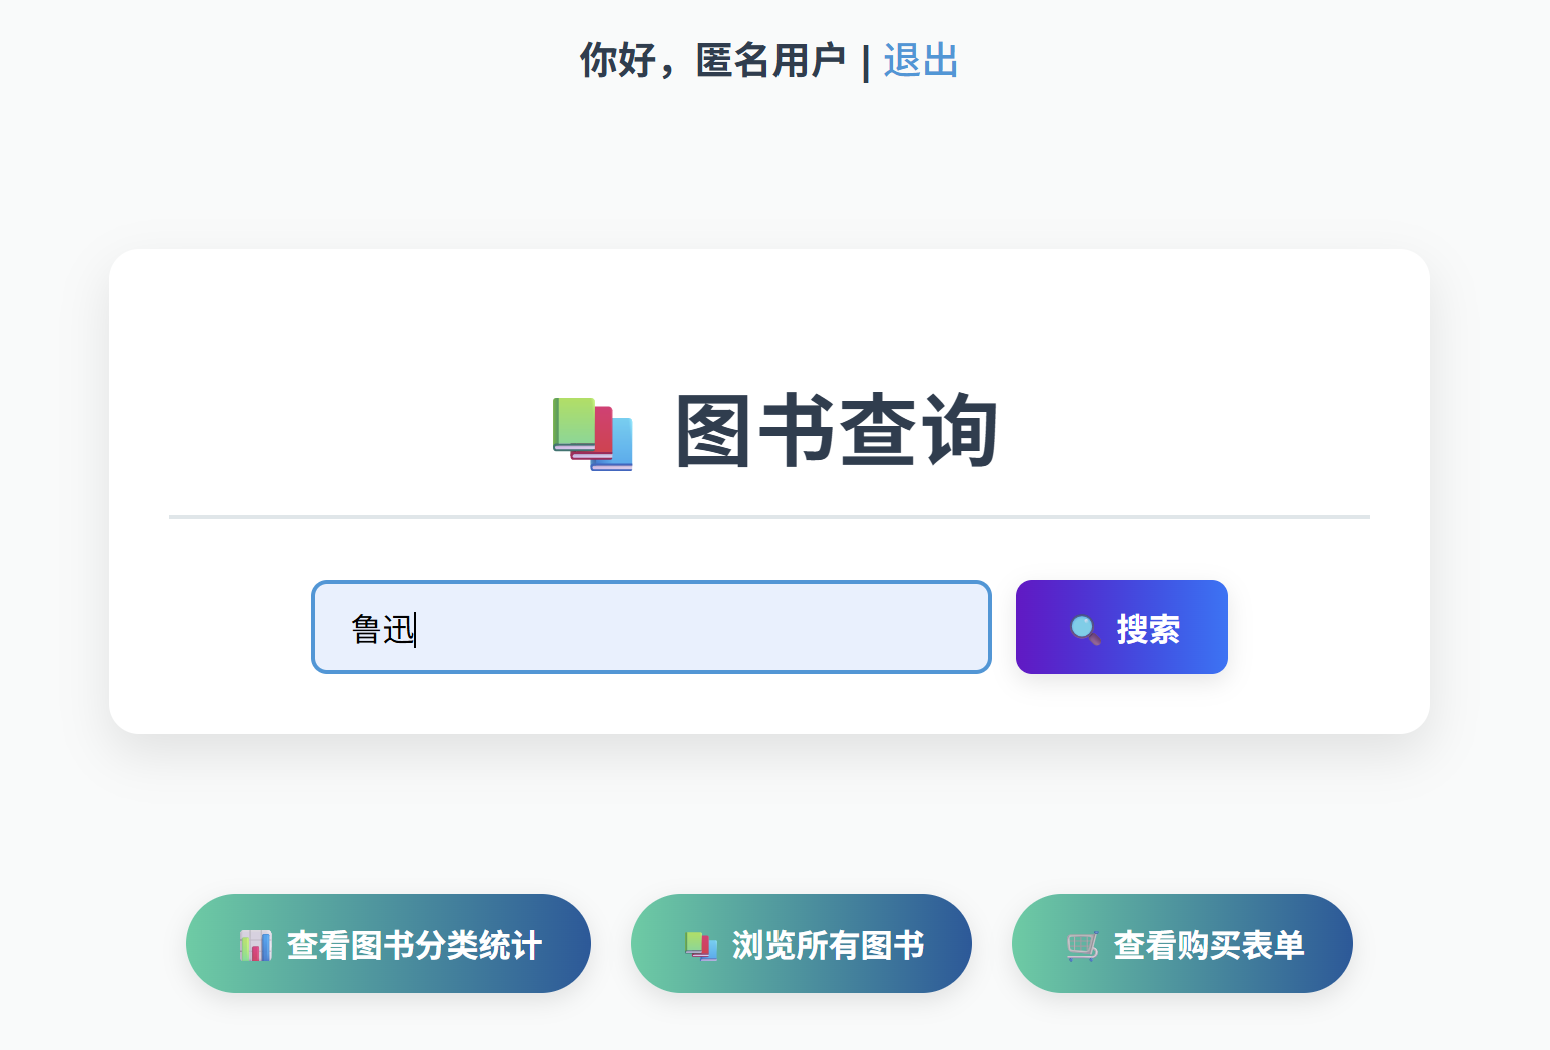 你好，匿名用户 | 退出
图书查询
鲁迅
搜索
查看图书分类统计
浏览所有图书
查看购买表单